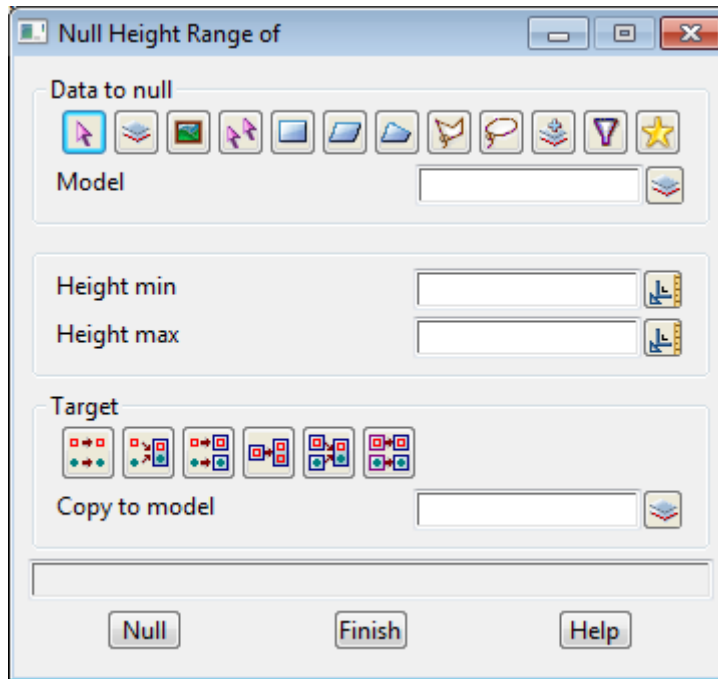 Null Height Range of
Data to null
Model
Height min
Height max
Target
Copy to model
Null Finish Help